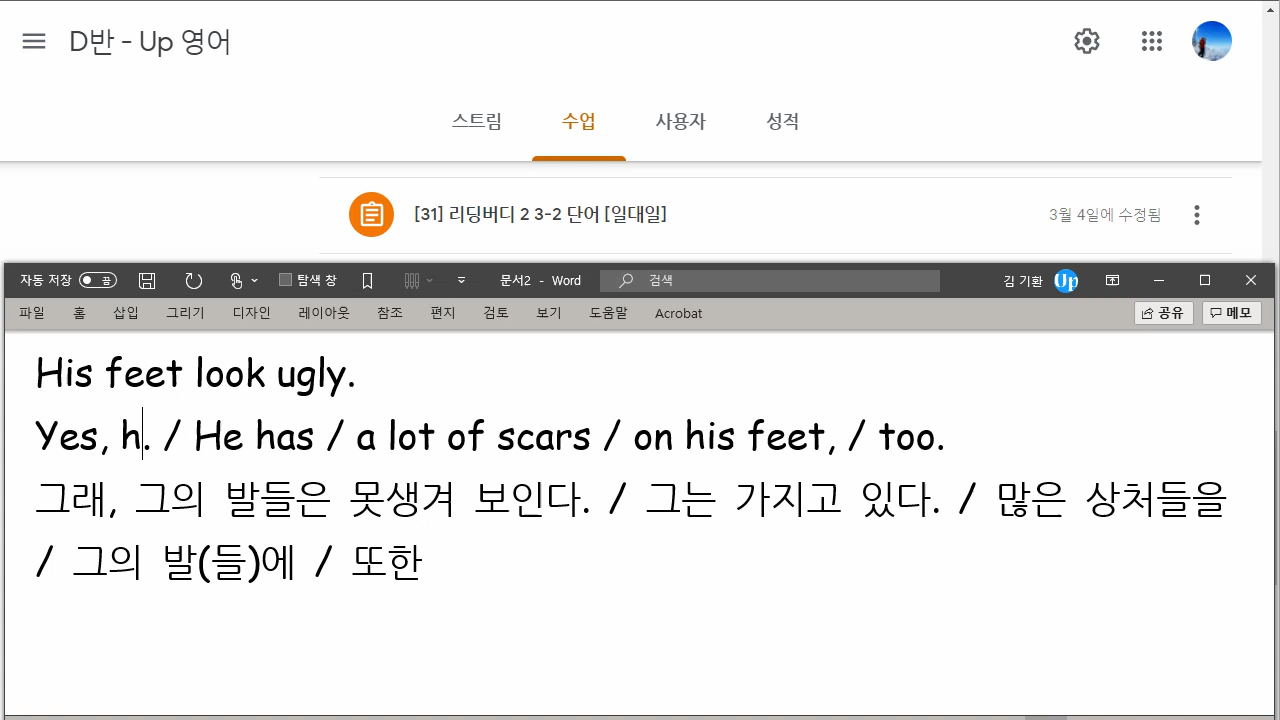 D반 - Up 영어
스트림 수업 사용자 성적
[31] 리딩버디 2 3-2 단어 [일대일] 3월 4일에 수정됨
자동 저장 끔 탐색 창 문서2 - Word 검색 김 기환 Up
파일 홈 삽입 그리기 디자인 레이아웃 참조 편지 검토 보기 도움말 Acrobat 공유 메모
His feet look ugly.
Yes, h. / He has / a lot of scars / on his feet, / too.
그래, 그의 발들은 못생겨 보인다. / 그는 가지고 있다. / 많은 상처들을
/ 그의 발(들)에 / 또한